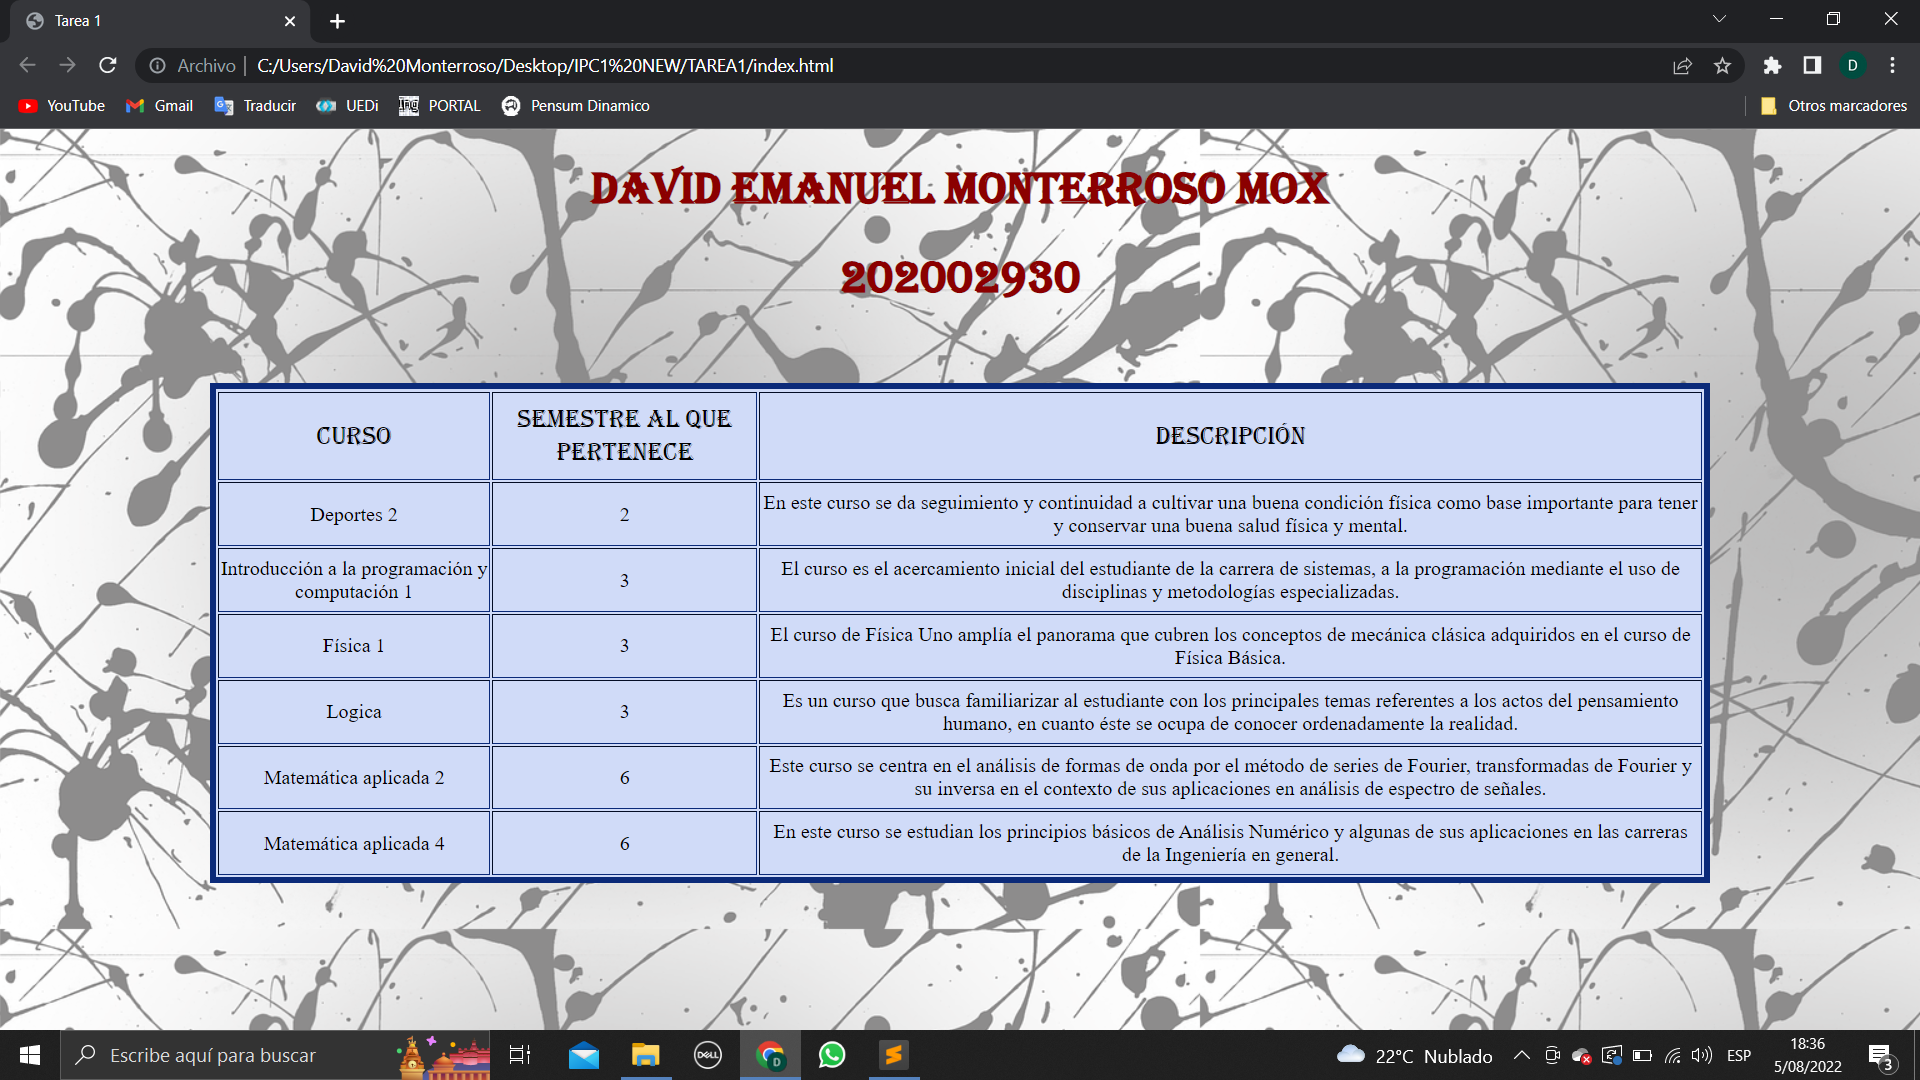 Tarea 1
Archivo
C:/Users/David%20Monterroso/Desktop/IPC1%20NEW/TAREA1/index.html
D
YouTube
Gmail
Traducir
UEDi
PORTAL
Pensum Dinamico
Otros marcadores
DAVID EMANUEL MONTERROSO MOX
202002930
CURSO
SEMESTRE AL QUE
PERTENECE
DESCRIPCIÓN
Deportes 2
2
En este curso se da seguimiento y continuidad a cultivar una buena condición física como base importante para tener
y conservar una buena salud física y mental.
Introducción a la programación y
computación 1
3
El curso es el acercamiento inicial del estudiante de la carrera de sistemas, a la programación mediante el uso de
disciplinas y metodologías especializadas.
Física 1
3
El curso de Física Uno amplía el panorama que cubren los conceptos de mecánica clásica adquiridos en el curso de
Física Básica.
Logica
3
Es un curso que busca familiarizar al estudiante con los principales temas referentes a los actos del pensamiento
humano, en cuanto éste se ocupa de conocer ordenadamente la realidad.
Matemática aplicada 2
6
Este curso se centra en el análisis de formas de onda por el método de series de Fourier, transformadas de Fourier y
su inversa en el contexto de sus aplicaciones en análisis de espectro de señales.
Matemática aplicada 4
6
En este curso se estudian los principios básicos de Análisis Numérico y algunas de sus aplicaciones en las carreras
de la Ingeniería en general.
Escribe aquí para buscar
DELL
D
22°C Nublado
ESP
18:36
5/08/2022
3